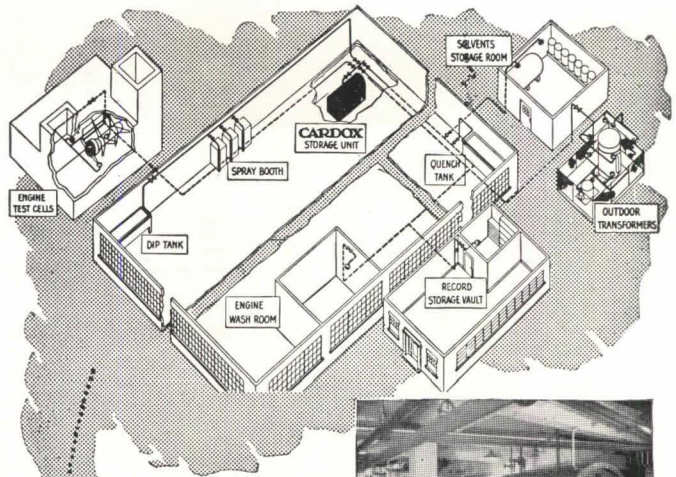 SOLVENTS
STORAGE ROOM
CARDOX
STORAGE UNIT
SPRAY BOOTH
QUENCH
TANK
ENGINE
TEST CELLS
OUTDOOR
TRANSFORMERS
DIP TANK
ENGINE
WASH ROOM
RECORD
STORAGE VAULT